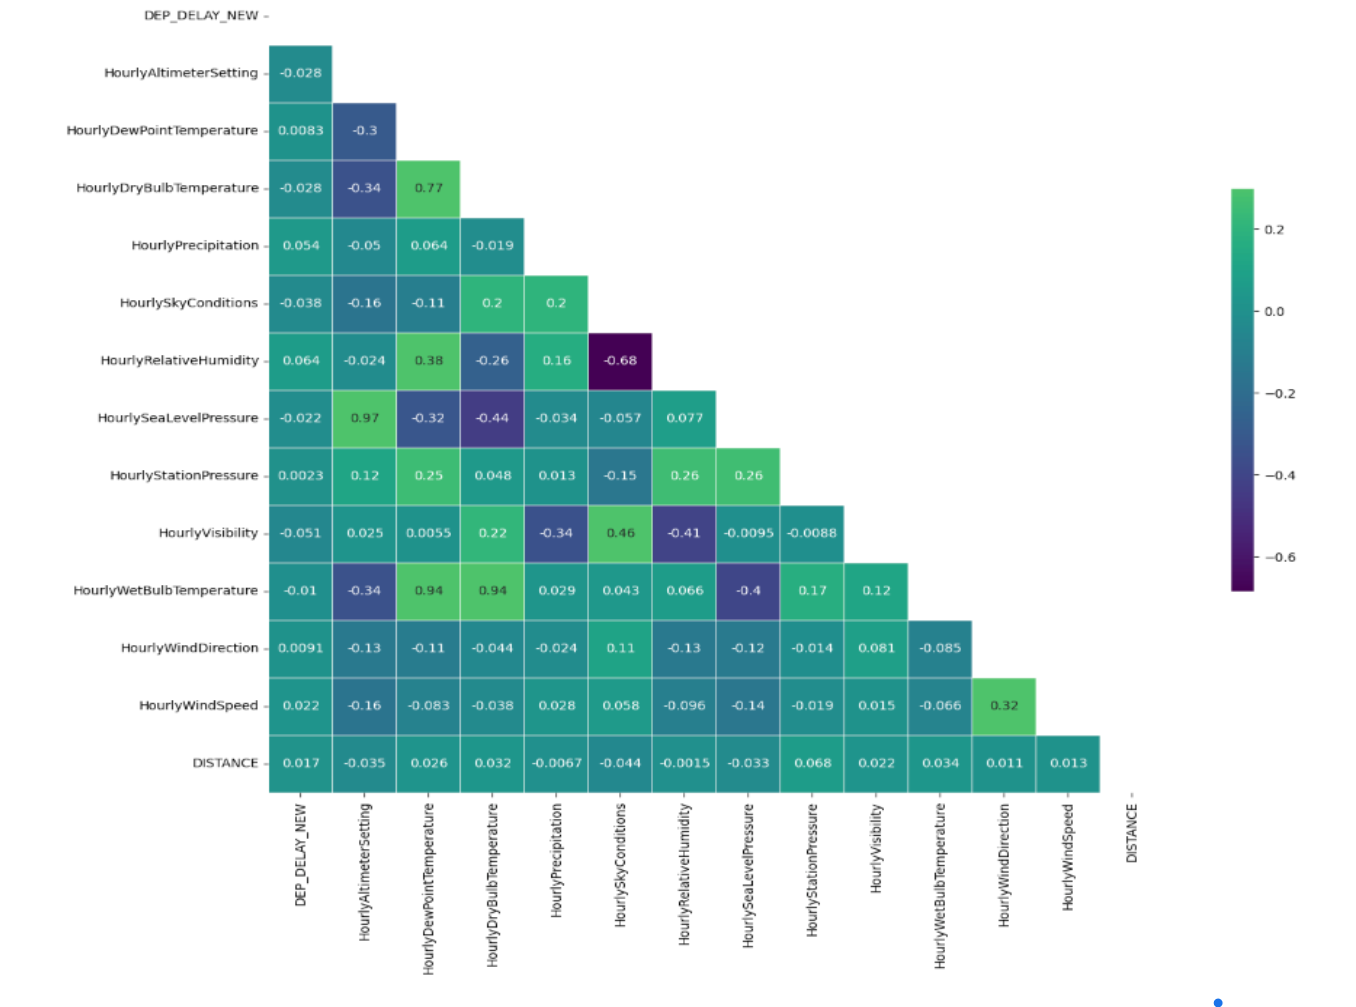 DEP_DELAY_NEW
HourlyAltimeterSetting -0.028
HourlyDewPointTemperature 0.0083 -0.3
HourlyDryBulbTemperature -0.028 -0.34 0.77
HourlyPrecipitation 0.054 -0.05 0.064 -0.019
HourlySkyConditions -0.038 -0.16 -0.11 0.2 0.2
HourlyRelativeHumidity 0.064 -0.024 0.38 -0.26 0.16 -0.68
HourlySeaLevelPressure -0.022 0.97 -0.32 -0.44 -0.034 -0.057 0.077
HourlyStationPressure 0.0023 0.12 0.25 0.048 0.013 -0.15 0.26 0.26
HourlyVisibility -0.051 0.025 0.0055 0.22 -0.34 0.46 -0.41 -0.0095 -0.0088
HourlyWetBulbTemperature -0.01 -0.34 0.94 0.94 0.029 0.043 0.066 -0.4 0.17 0.12
HourlyWindDirection 0.0091 -0.13 -0.11 -0.044 -0.024 0.11 -0.13 -0.12 -0.014 0.081 -0.085
HourlyWindSpeed 0.022 -0.16 -0.083 -0.038 0.028 0.058 -0.096 -0.14 -0.019 0.015 -0.066 0.32
DISTANCE 0.017 -0.035 0.026 0.032 -0.0067 -0.044 -0.0015 -0.033 0.068 0.022 0.034 0.011 0.013
DEP_DELAY_NEW
HourlyAltimeterSetting
HourlyDewPointTemperature
HourlyDryBulbTemperature
HourlyPrecipitation
HourlySkyConditions
HourlyRelativeHumidity
HourlySeaLevelPressure
HourlyStationPressure
HourlyVisibility
HourlyWetBulbTemperature
HourlyWindDirection
HourlyWindSpeed
DISTANCE
0.2
0.0
−0.2
−0.4
−0.6